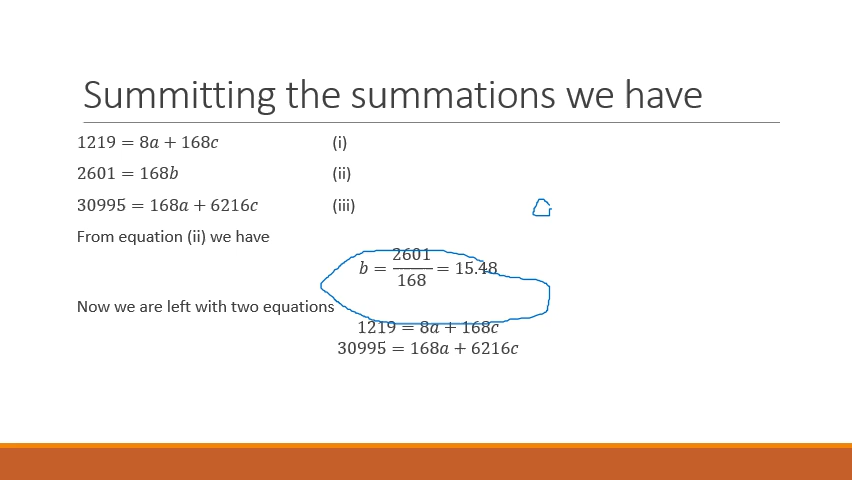 Summitting the summations we have
1219 = 8a + 168c (i)
2601 = 168b (ii)
30995 = 168a + 6216c (iii)
From equation (ii) we have
b = 2601/168 = 15.48
Now we are left with two equations
1219 = 8a + 168c
30995 = 168a + 6216c